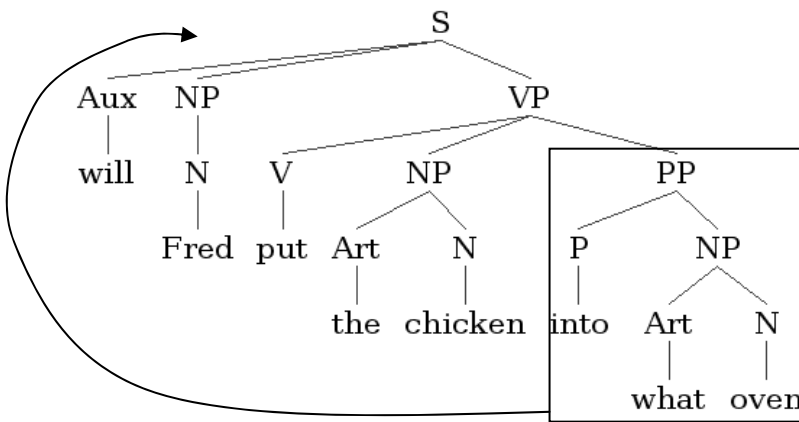 S
Aux NP VP
will N V NP PP
Fred put Art N P NP
the chicken into Art N
what oven